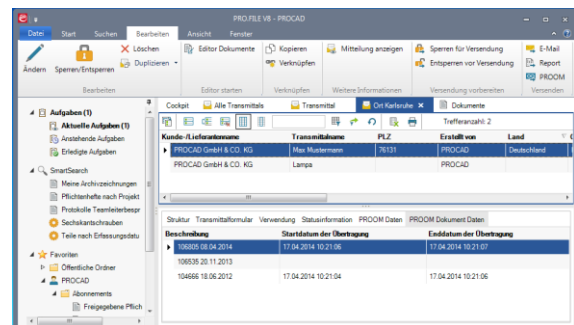 PRO.FILE V8 - PROCAD
Datei Start Suchen Bearbeiten Ansicht Fenster
Ändern
Sperren/Entsperren
Löschen
Duplizieren
Bearbeiten
Editor Dokumente
Editor starten
Kopieren
Verknüpfen
Verknüpfen
Mitteilung anzeigen
Weitere Informationen
Sperren für Versendung
Entsperren vor Versendung
Versendung vorbereiten
E-Mail
Report
PROOM
Versenden
Aufgaben (1)
Aktuelle Aufgaben (1)
Anstehende Aufgaben
Erledigte Aufgaben
SmartSearch
Meine Archivzeichnungen
Pflichtenhefte nach Projekt
Protokolle Teamleiterbespr
Sechskantschrauben
Teile nach Erfassungsdatu
Favoriten
Öffentliche Ordner
PROCAD
Abonnements
Freigegebene Pflich
Cockpit Alle Transmittals Transmittal Ort Karlsruhe Dokumente
Trefferanzahl: 2
Kunde-/Lieferantenname Transmittalname PLZ Erstellt von Land
PROCAD GmbH & CO. KG Max Mustermann 76131 PROCAD Deutschland
PROCAD GmbH & CO. KG Lampa PROCAD
Struktur Transmittalformular Verwendung Statusinformation PROOM Daten PROOM Dokument Daten
Beschreibung Startdatum der Übertragung Enddatum der Übertragung
106805 08.04.2014 17.04.2014 10:21:06 17.04.2014 10:21:07
106535 20.11.2013
104666 18.06.2012 17.04.2014 10:21:04 17.04.2014 10:21:06